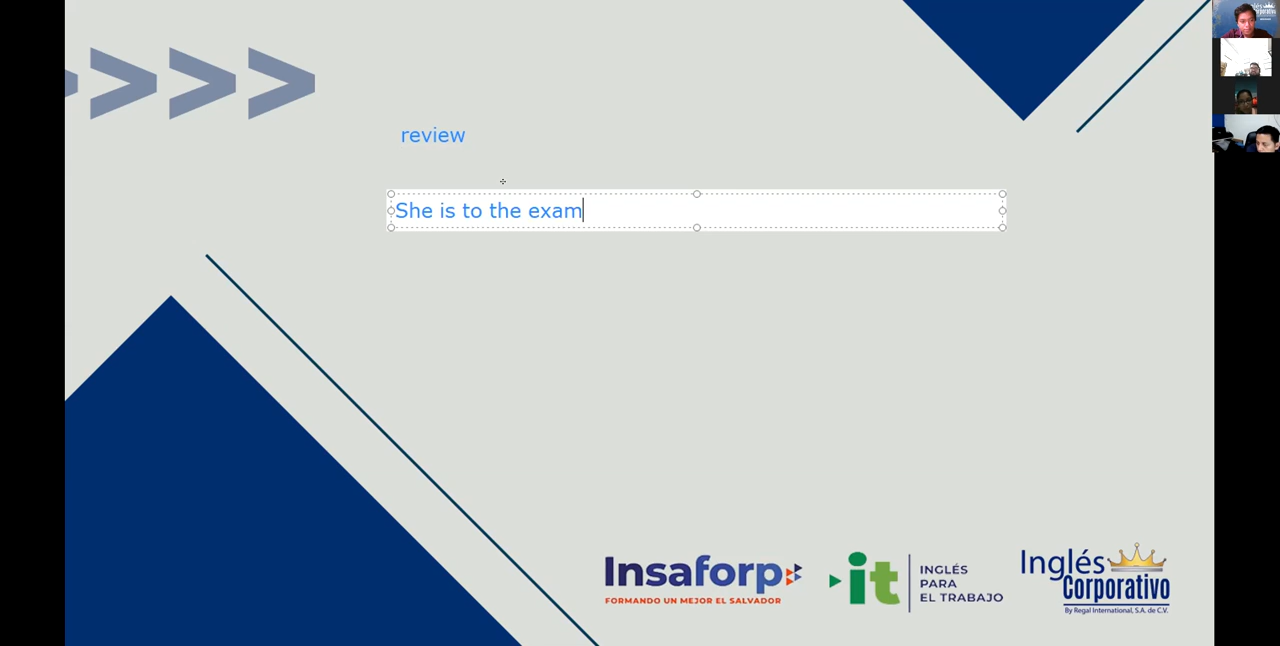 review
She is to the exam
Insaforp
FORMANDO UN MEJOR EL SALVADOR
it
INGLÉS
PARA
EL TRABAJO
Inglés
Corporativo
By Regal International, S.A. de C.V.